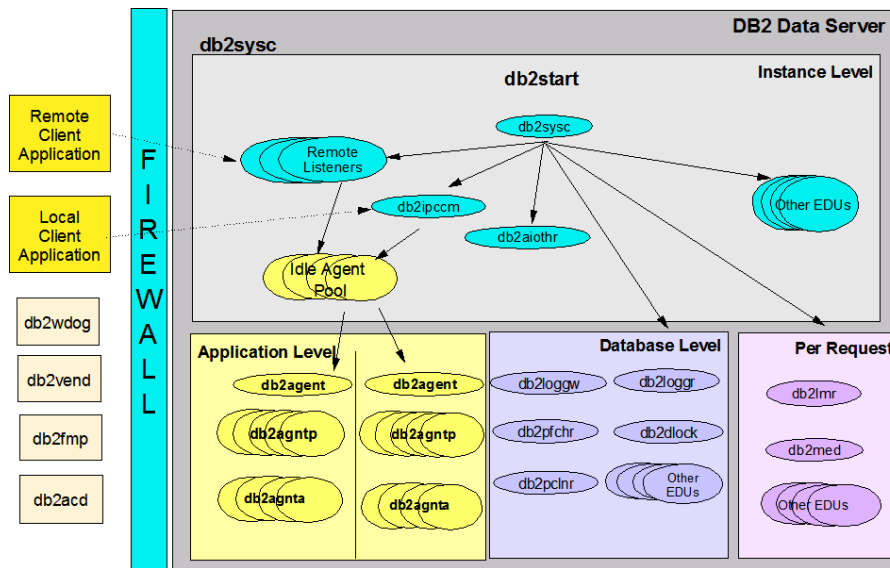 DB2 Data Server
db2sysc
Instance Level
db2start
db2sysc
Remote
Client
Application
Remote
Listeners
Local
Client
Application
FIREWALL
db2ipccm
db2aiothr
Other EDUs
Idle Agent
Pool
db2wdog
db2vend
db2fmp
db2acd
Application Level
db2agent
db2agent
db2agntp
db2agntp
db2agnta
db2agnta
Database Level
db2loggw
db2loggr
db2pfchr
db2dlock
db2pclnr
Other
EDUs
Per Request
db2lmr
db2med
Other EDUs